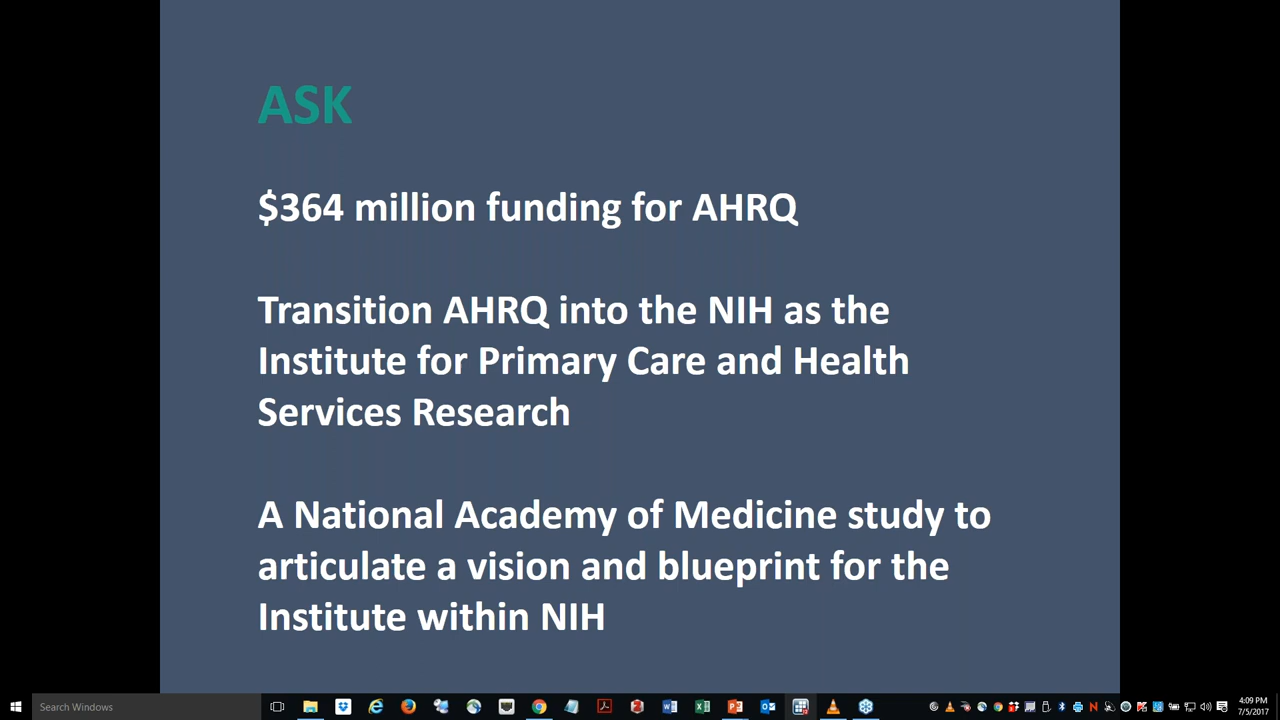 ASK
$364 million funding for AHRQ
Transition AHRQ into the NIH as the
Institute for Primary Care and Health
Services Research
A National Academy of Medicine study to
articulate a vision and blueprint for the
Institute within NIH
Search Windows
4:09 PM
7/5/2017